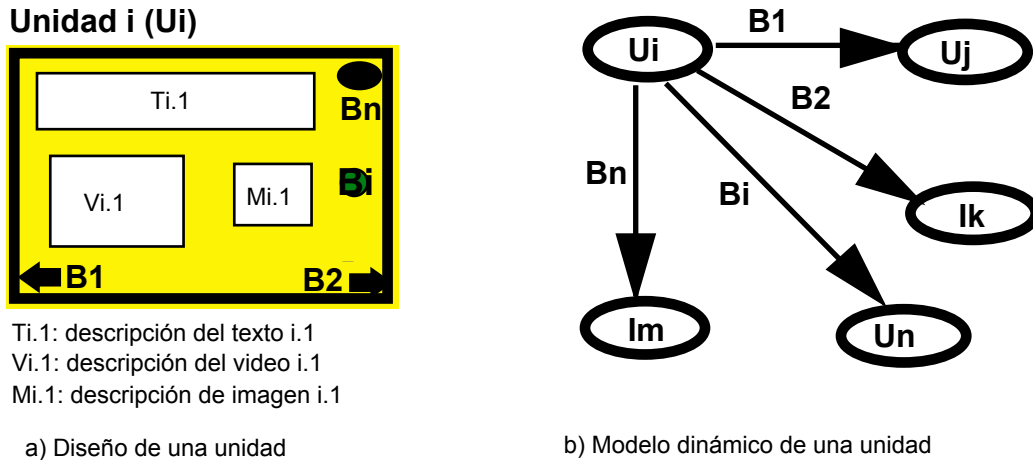 Unidad i (Ui)
Ti.1
Bn
Vi.1
Mi.1
Bi
B1
B2
Ti.1: descripción del texto i.1
Vi.1: descripción del video i.1
Mi.1: descripción de imagen i.1
a) Diseño de una unidad
Ui
B1
Uj
B2
Bn
Bi
Ik
Im
Un
b) Modelo dinámico de una unidad